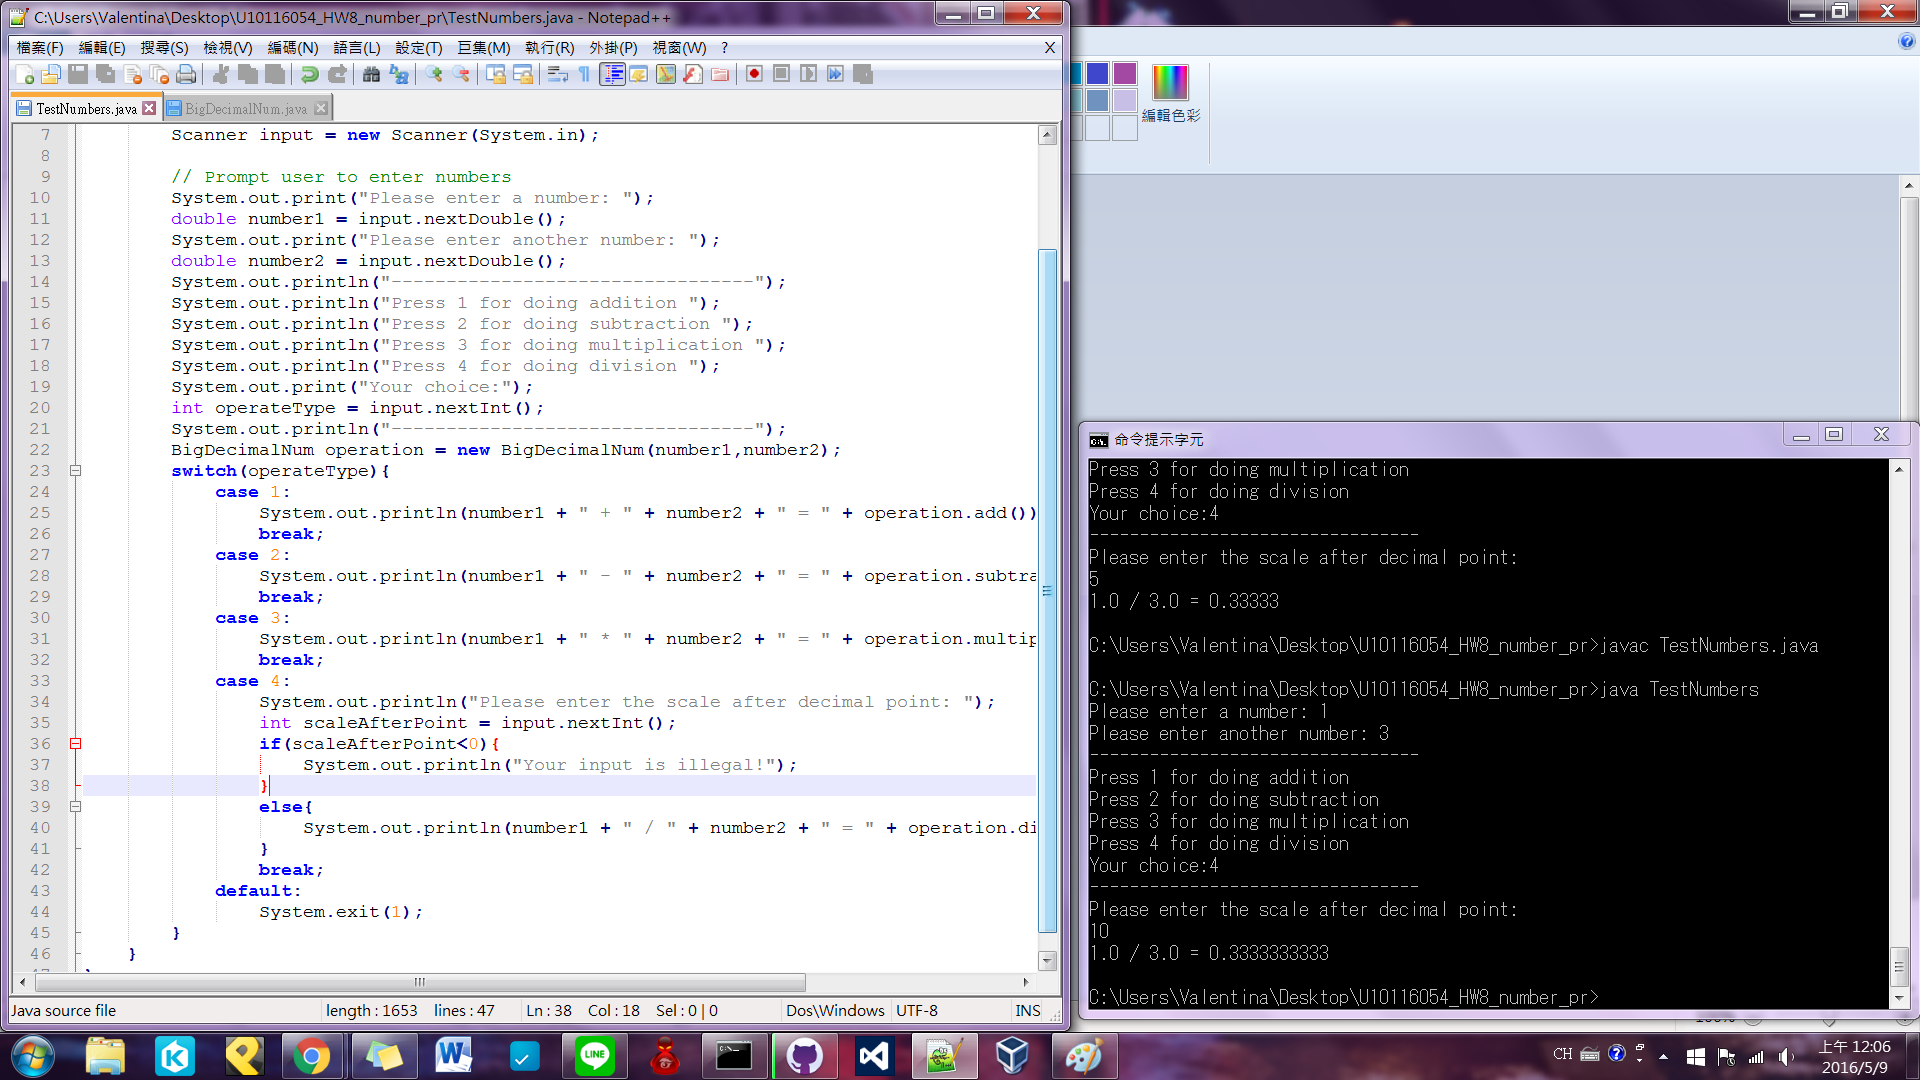 C:\Users\Valentina\Desktop\U10116054_HW8_number_pr\TestNumbers.java - Notepad++
檔案(F) 編輯(E) 搜尋(S) 檢視(V) 編碼(N) 語言(L) 設定(T) 巨集(M) 執行(R) 外掛(P) 視窗(W) ? X
TestNumbers.java BigDecimalNum.java
7 Scanner input = new Scanner(System.in);
8
9 // Prompt user to enter numbers
10 System.out.print("Please enter a number: ");
11 double number1 = input.nextDouble();
12 System.out.print("Please enter another number: ");
13 double number2 = input.nextDouble();
14 System.out.println("---------------------------------");
15 System.out.println("Press 1 for doing addition ");
16 System.out.println("Press 2 for doing subtraction ");
17 System.out.println("Press 3 for doing multiplication ");
18 System.out.println("Press 4 for doing division ");
19 System.out.print("Your choice:");
20 int operateType = input.nextInt();
21 System.out.println("---------------------------------");
22 BigDecimalNum operation = new BigDecimalNum(number1,number2);
23 switch(operateType){
24 case 1:
25 System.out.println(number1 + " + " + number2 + " = " + operation.add())
26 break;
27 case 2:
28 System.out.println(number1 + " - " + number2 + " = " + operation.subtra
29 break;
30 case 3:
31 System.out.println(number1 + " * " + number2 + " = " + operation.multip
32 break;
33 case 4:
34 System.out.println("Please enter the scale after decimal point: ");
35 int scaleAfterPoint = input.nextInt();
36 if(scaleAfterPoint<0){
37 System.out.println("Your input is illegal!");
38 }
39 else{
40 System.out.println(number1 + " / " + number2 + " = " + operation.di
41 }
42 break;
43 default:
44 System.exit(1);
45 }
46 }
Java source file length : 1653 lines : 47 Ln : 38 Col : 18 Sel : 0 | 0 Dos\Windows UTF-8 INS
編輯色彩
命令提示字元
Press 3 for doing multiplication
Press 4 for doing division
Your choice:4
---------------------------------
Please enter the scale after decimal point:
5
1.0 / 3.0 = 0.33333
C:\Users\Valentina\Desktop\U10116054_HW8_number_pr>javac TestNumbers.java
C:\Users\Valentina\Desktop\U10116054_HW8_number_pr>java TestNumbers
Please enter a number: 1
Please enter another number: 3
---------------------------------
Press 1 for doing addition
Press 2 for doing subtraction
Press 3 for doing multiplication
Press 4 for doing division
Your choice:4
---------------------------------
Please enter the scale after decimal point:
10
1.0 / 3.0 = 0.3333333333
C:\Users\Valentina\Desktop\U10116054_HW8_number_pr>
LINE
CH
上午 12:06
2016/5/9